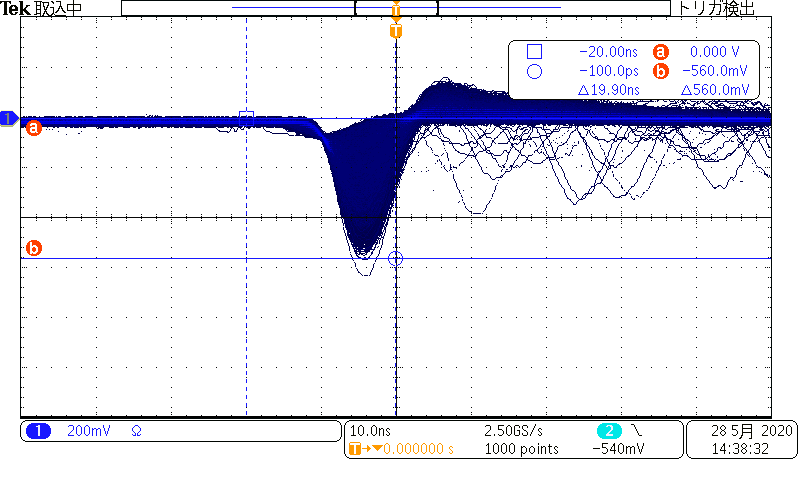 Tek 取込中 トリガ検出
T
T
-20.00ns a 0.000 V
-100.0ps b -560.0mV
△19.90ns △560.0mV
1
a
b
1 200mV Ω 10.0ns 2.50GS/s 2 28 5月 2020
T→▼0.000000 s 1000 points -540mV 14:38:32